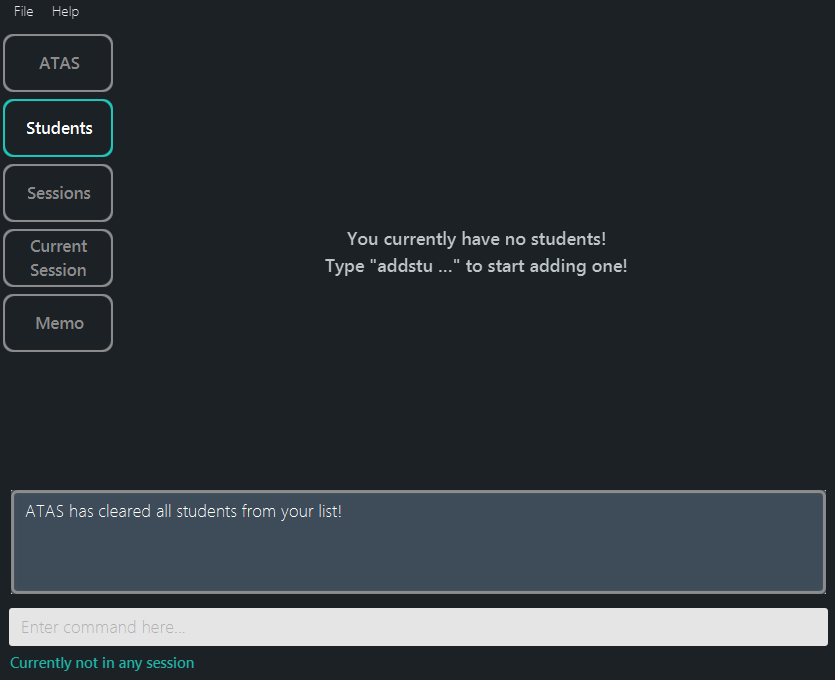 File Help
ATAS
Students
Sessions
Current
Session
Memo
You currently have no students!
Type "addstu ..." to start adding one!
ATAS has cleared all students from your list!
Enter command here...
Currently not in any session